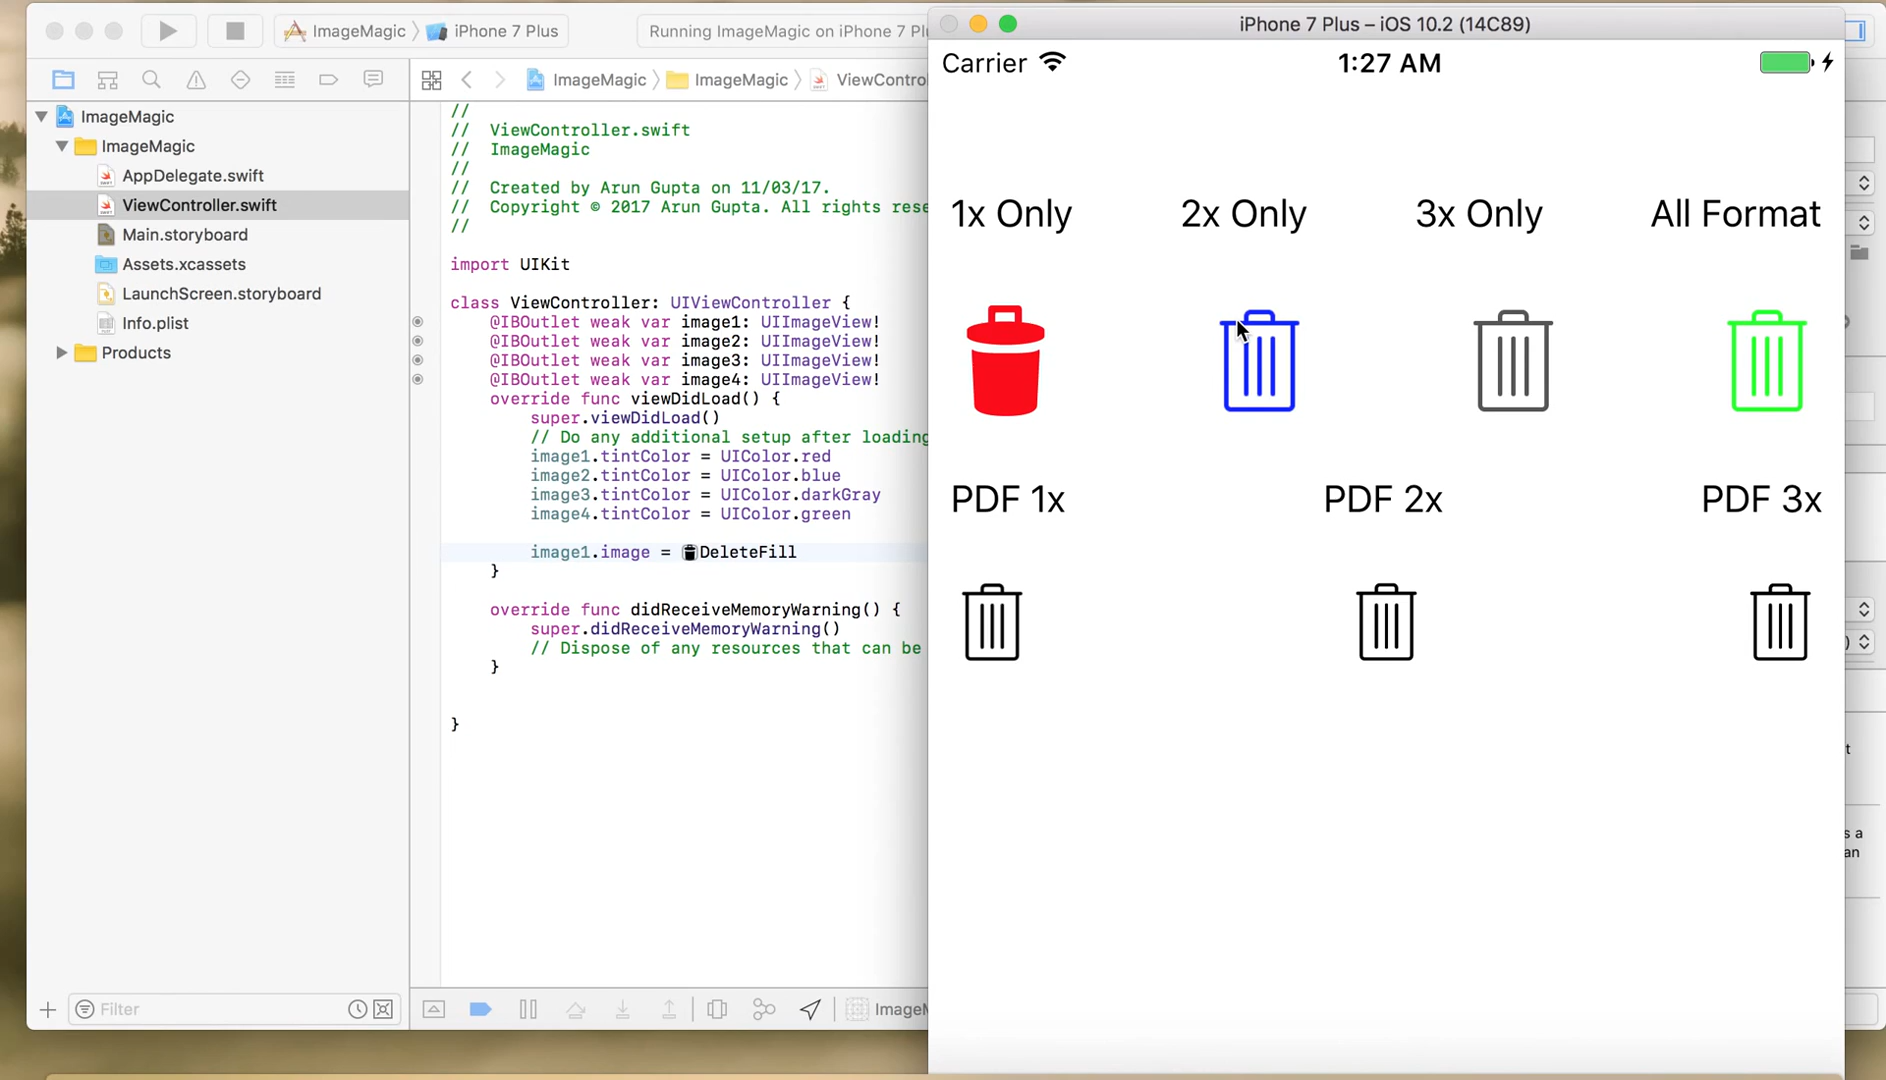 ImageMagic
iPhone 7 Plus
Running ImageMagic on iPhone 7
iPhone 7 Plus – iOS 10.2 (14C89)
ImageMagic
ImageMagic
Carrier
1:27 AM
ImageMagic
ImageMagic
AppDelegate.swift
ViewController.swift
Main.storyboard
Assets.xcassets
LaunchScreen.storyboard
Info.plist
Products
//
// ViewController.swift
// ImageMagic
//
// Created by Arun Gupta on 11/03/17.
// Copyright © 2017 Arun Gupta. All rights
//
import UIKit
class ViewController: UIViewController {
@IBOutlet weak var image1: UIImageView!
@IBOutlet weak var image2: UIImageView!
@IBOutlet weak var image3: UIImageView!
@IBOutlet weak var image4: UIImageView!
override func viewDidLoad() {
super.viewDidLoad()
// Do any additional setup after loading
image1.tintColor = UIColor.red
image2.tintColor = UIColor.blue
image3.tintColor = UIColor.darkGray
image4.tintColor = UIColor.green
image1.image = DeleteFill
}
override func didReceiveMemoryWarning() {
super.didReceiveMemoryWarning()
// Dispose of any resources that can be
}
}
1x Only
2x Only
3x Only
All Format
PDF 1x
PDF 2x
PDF 3x
Filter